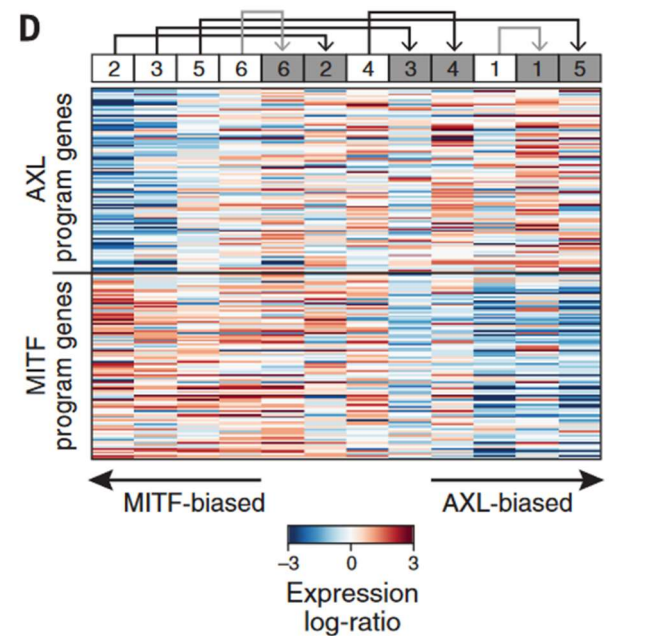 D
2 3 5 6 6 2 4 3 4 1 1 5
AXL
program genes
MITF
program genes
MITF-biased AXL-biased
–3 0 3
Expression
log-ratio